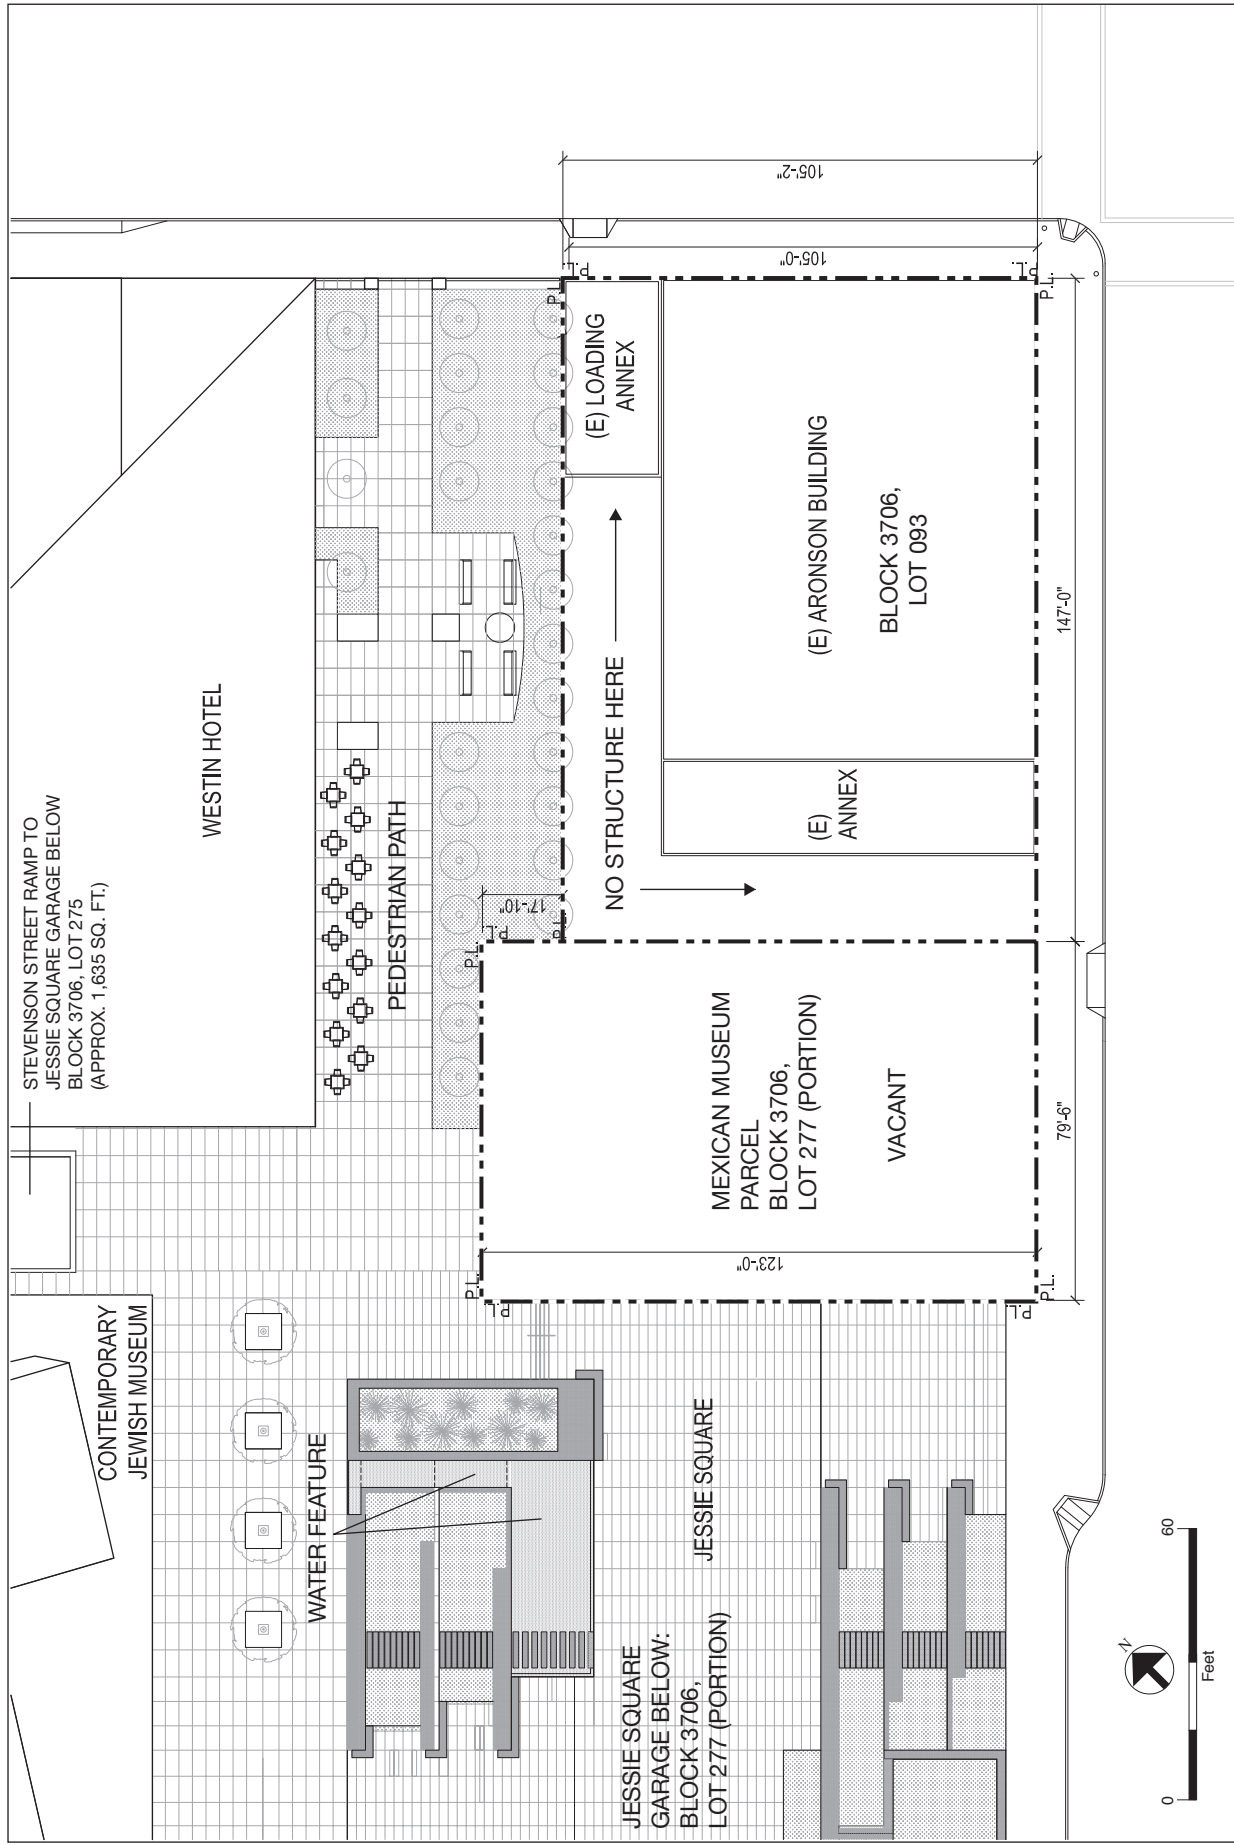 STEVENSON STREET RAMP TO
JESSIE SQUARE GARAGE BELOW
BLOCK 3706, LOT 275
(APPROX. 1,635 SQ. FT.)
WESTIN HOTEL
CONTEMPORARY
JEWISH MUSEUM
PEDESTRIAN PATH
WATER FEATURE
17'-10"
P.L.
P.L.
P.L.
P.L.
P.L.
P.L.
P.L.
P.L.
P.L.
P.L.
P.L.
(E) LOADING
ANNEX
NO STRUCTURE HERE
(E) ARONSON BUILDING
BLOCK 3706,
LOT 093
(E)
ANNEX
MEXICAN MUSEUM
PARCEL
BLOCK 3706,
LOT 277 (PORTION)
VACANT
123'-0"
105'-2"
105'-0"
147'-0"
79'-6"
JESSIE SQUARE
JESSIE SQUARE
GARAGE BELOW:
BLOCK 3706,
LOT 277 (PORTION)
N
0
60
Feet